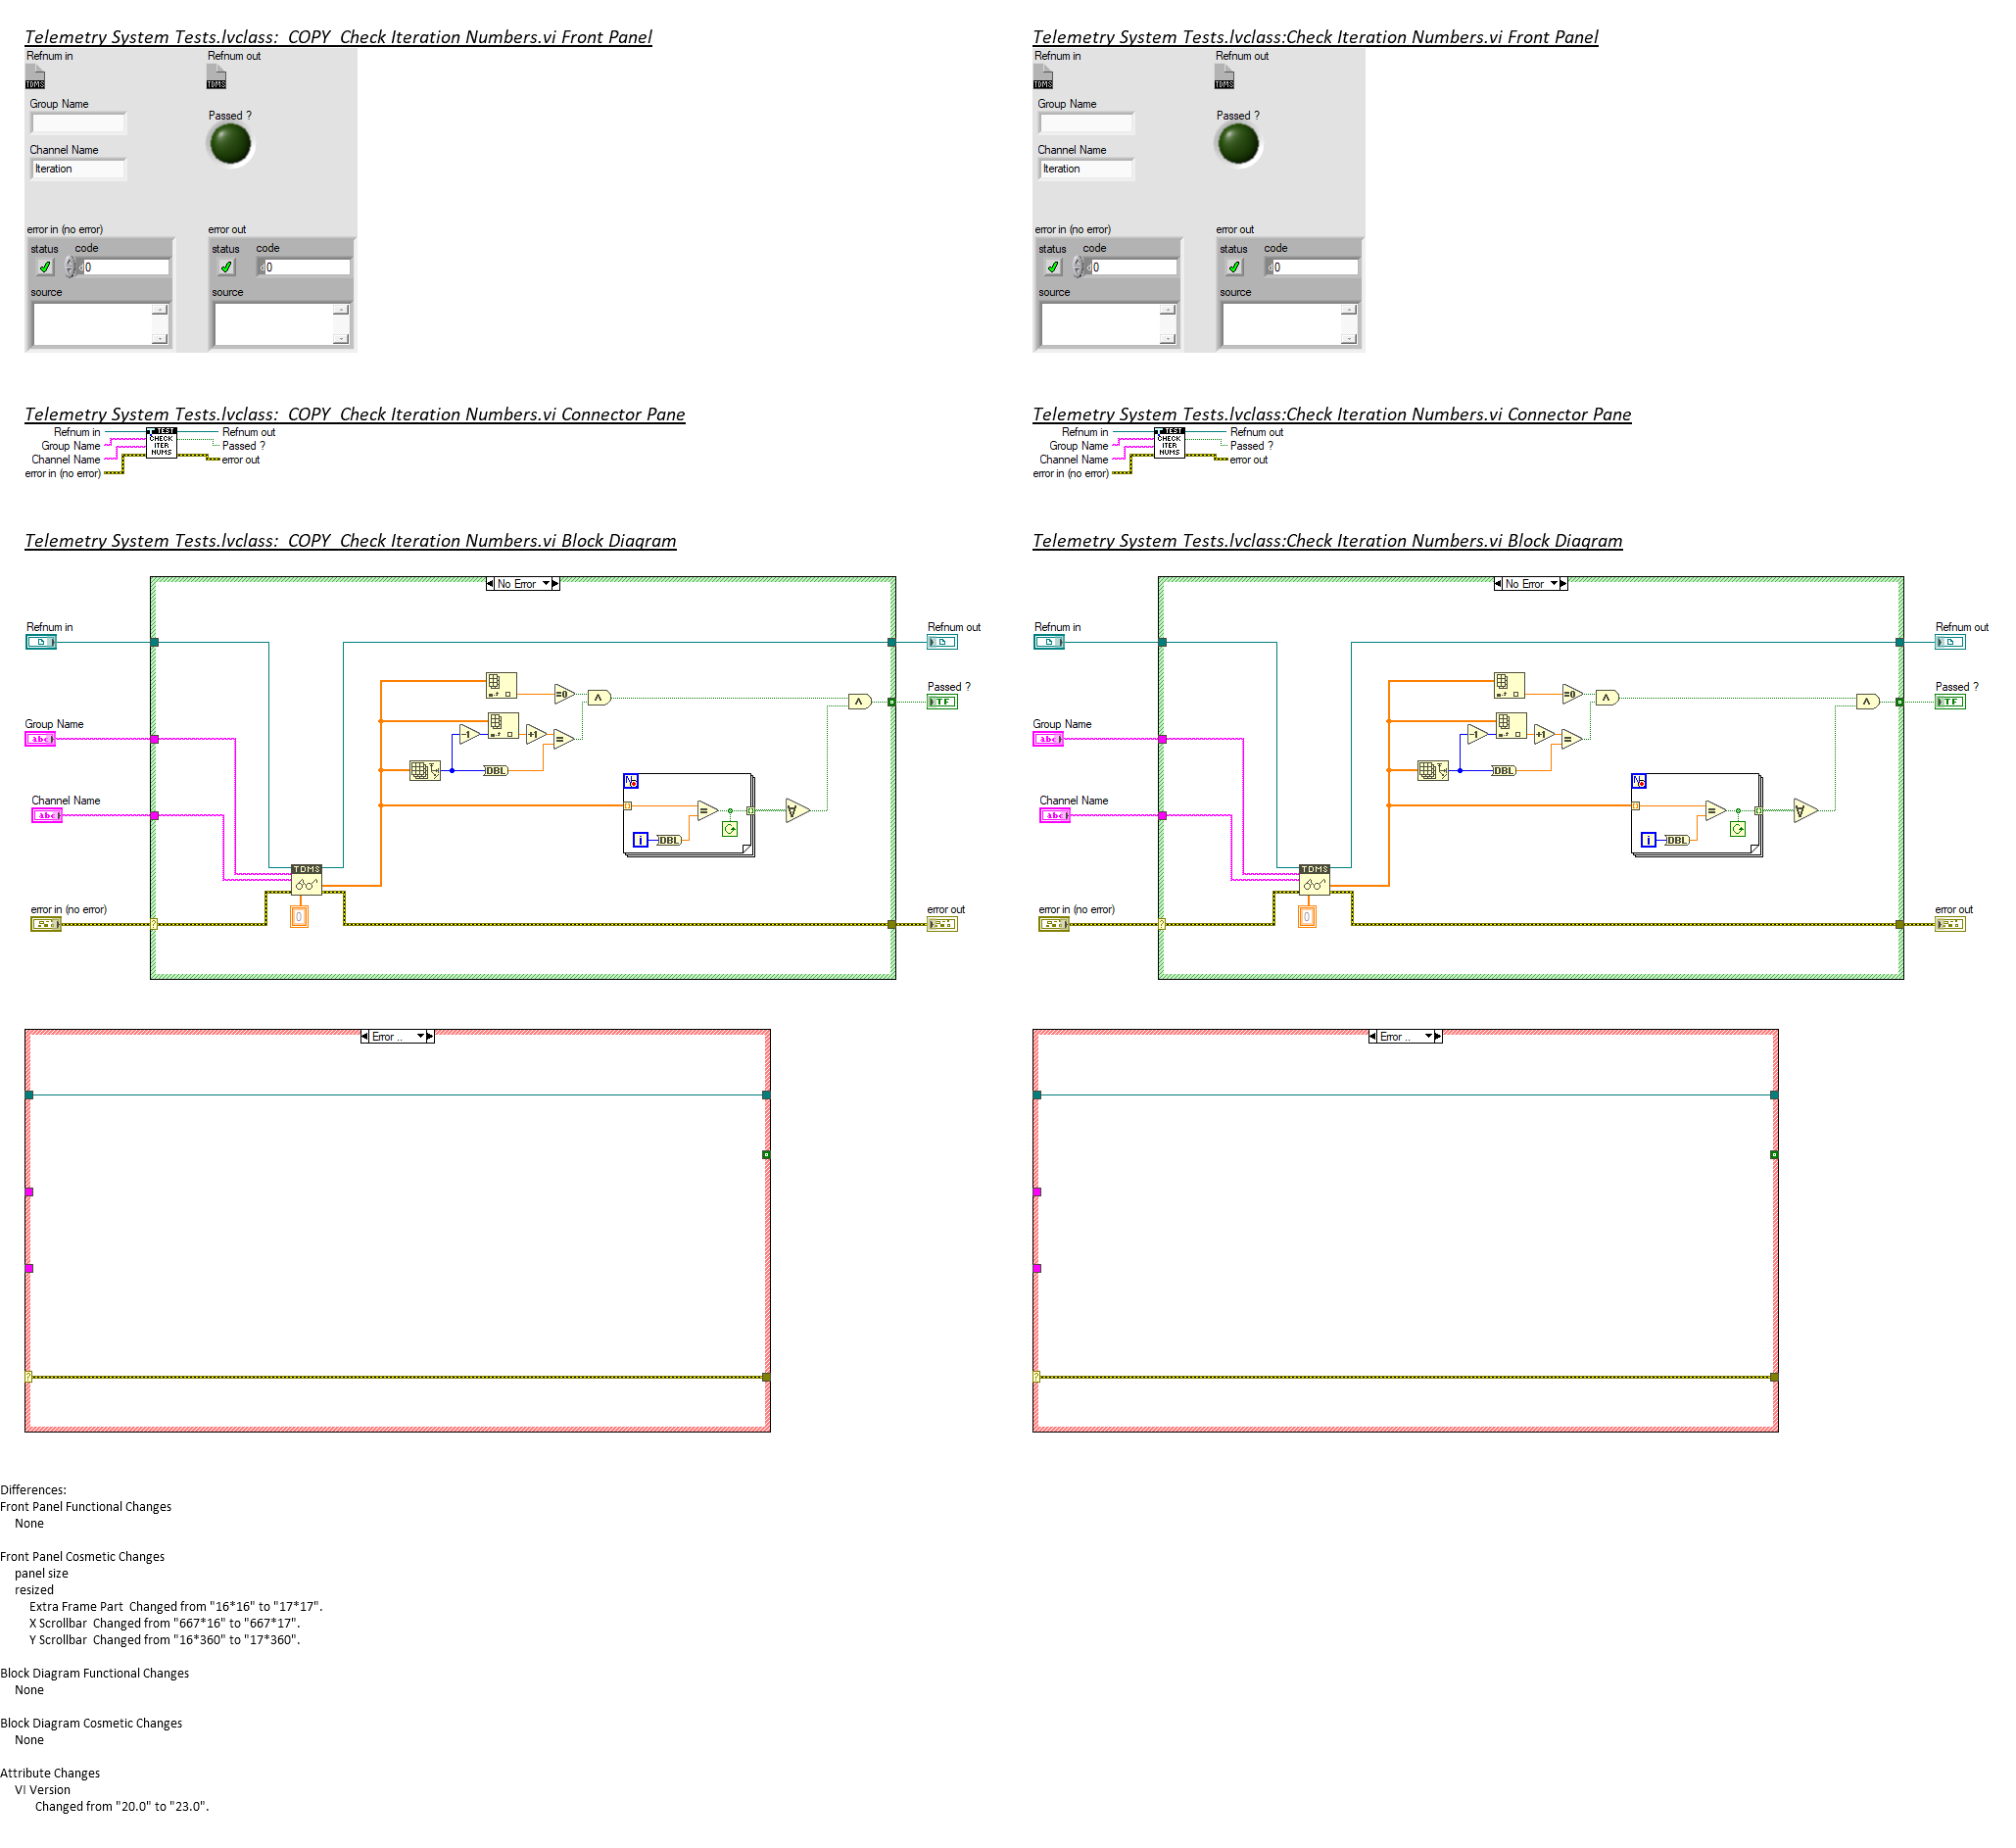 Telemetry System Tests.lvclass:  COPY  Check Iteration Numbers.vi Front Panel
Refnum in
Refnum out
TDMS
TDMS
Group Name
Passed ?
Channel Name
Iteration
error in (no error)
error out
status code
status code
d 0
d 0
source
source
Telemetry System Tests.lvclass:Check Iteration Numbers.vi Front Panel
Refnum in
Refnum out
TDMS
TDMS
Group Name
Passed ?
Channel Name
Iteration
error in (no error)
error out
status code
status code
d 0
d 0
source
source
Telemetry System Tests.lvclass:  COPY  Check Iteration Numbers.vi Connector Pane
Refnum in
Group Name
Channel Name
error in (no error)
TEST
CHECK
ITER
NUMS
Refnum out
Passed ?
error out
Telemetry System Tests.lvclass:Check Iteration Numbers.vi Connector Pane
Refnum in
Group Name
Channel Name
error in (no error)
TEST
CHECK
ITER
NUMS
Refnum out
Passed ?
error out
Telemetry System Tests.lvclass:  COPY  Check Iteration Numbers.vi Block Diagram
No Error
Refnum in
Refnum out
=0
Passed ?
TF
Group Name
abc
-1
+1
=
DBL
N
Channel Name
abc
=
i
DBL
TDMS
error in (no error)
?
0
error out
Error ..
?
Telemetry System Tests.lvclass:Check Iteration Numbers.vi Block Diagram
No Error
Refnum in
Refnum out
=0
Passed ?
TF
Group Name
abc
-1
+1
=
DBL
N
Channel Name
abc
=
i
DBL
TDMS
error in (no error)
?
0
error out
Error ..
?
Differences:
Front Panel Functional Changes
None
Front Panel Cosmetic Changes
panel size
resized
Extra Frame Part  Changed from "16*16" to "17*17".
X Scrollbar  Changed from "667*16" to "667*17".
Y Scrollbar  Changed from "16*360" to "17*360".
Block Diagram Functional Changes
None
Block Diagram Cosmetic Changes
None
Attribute Changes
VI Version
Changed from "20.0" to "23.0".